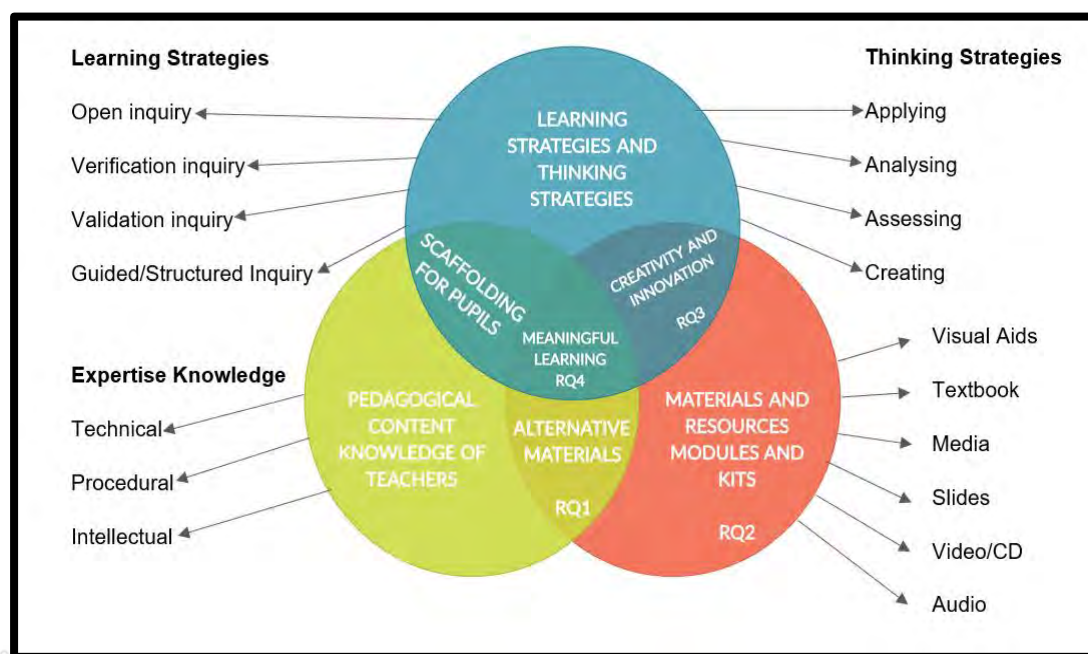 Learning Strategies
Open inquiry
Verification inquiry
Validation inquiry
Guided/Structured Inquiry
Expertise Knowledge
Technical
Procedural
Intellectual
LEARNING
STRATEGIES AND
THINKING
STRATEGIES
SCAFFOLDING
FOR PUPILS
CREATIVITY AND
INNOVATION
RQ3
MEANINGFUL
LEARNING
RQ4
PEDAGOGICAL
CONTENT
KNOWLEDGE OF
TEACHERS
ALTERNATIVE
MATERIALS
RQ1
MATERIALS AND
RESOURCES
MODULES AND
KITS
RQ2
Thinking Strategies
Applying
Analysing
Assessing
Creating
Visual Aids
Textbook
Media
Slides
Video/CD
Audio